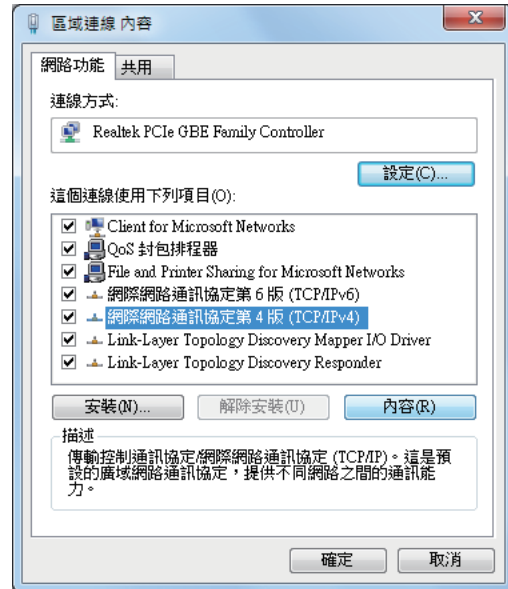 區域連線 內容
網路功能 共用
連線方式:
Realtek PCIe GBE Family Controller
設定(C)...
這個連線使用下列項目(O):
Client for Microsoft Networks
QoS 封包排程器
File and Printer Sharing for Microsoft Networks
網際網路通訊協定第 6 版 (TCP/IPv6)
網際網路通訊協定第 4 版 (TCP/IPv4)
Link-Layer Topology Discovery Mapper I/O Driver
Link-Layer Topology Discovery Responder
安裝(N)... 解除安裝(U) 內容(R)
描述
傳輸控制通訊協定/網際網路通訊協定 (TCP/IP)。這是預
設的廣域網路通訊協定，提供不同網路之間的通訊能
力。
確定 取消